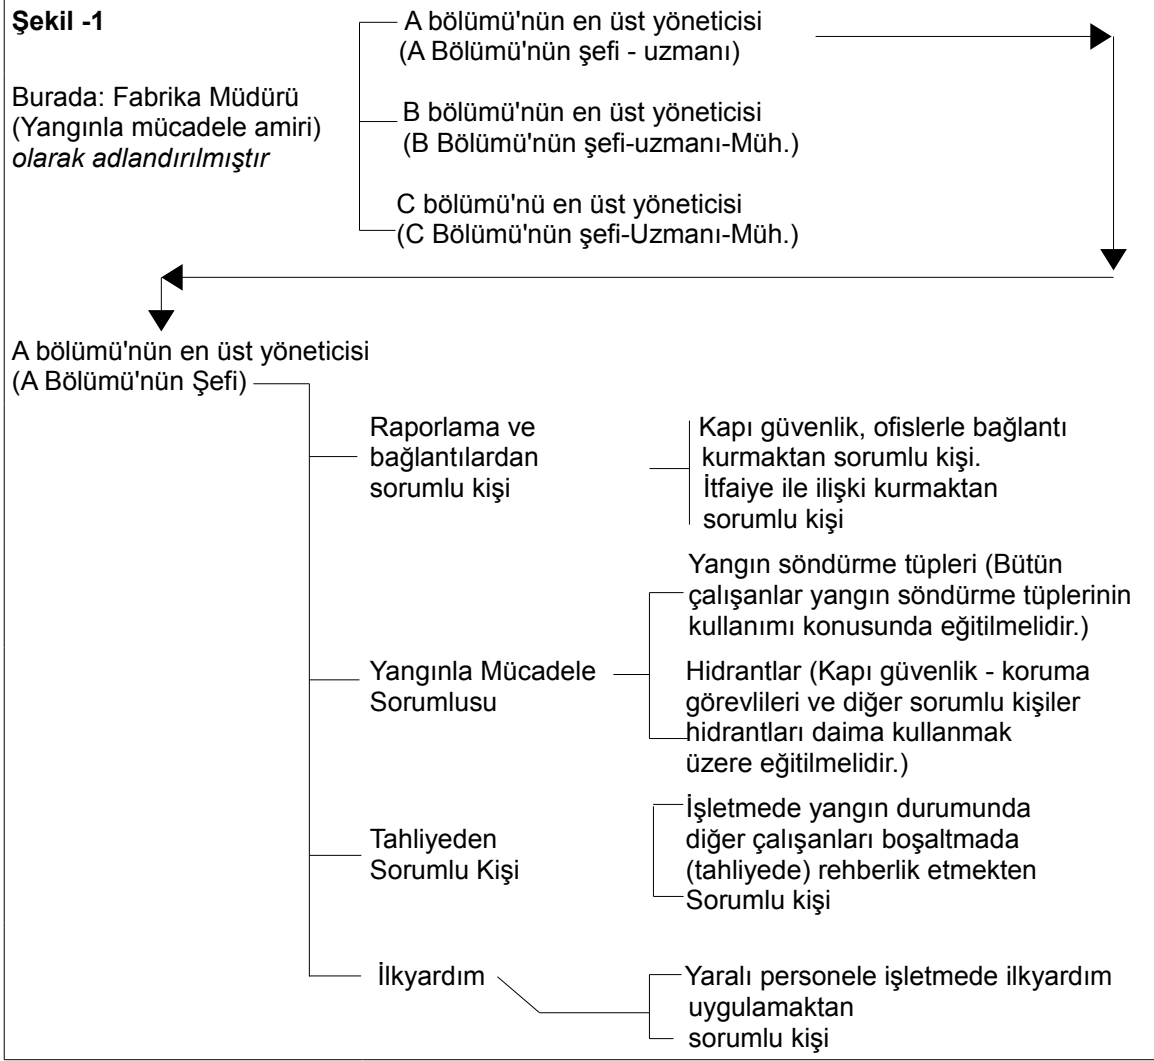 Şekil -1
Burada: Fabrika Müdürü
(Yangınla mücadele amiri)
olarak adlandırılmıştır
A bölümü'nün en üst yöneticisi
(A Bölümü'nün şefi - uzmanı)
B bölümü'nün en üst yöneticisi
(B Bölümü'nün şefi-uzmanı-Müh.)
C bölümü'nü en üst yöneticisi
(C Bölümü'nün şefi-Uzmanı-Müh.)
A bölümü'nün en üst yöneticisi
(A Bölümü'nün Şefi)
Raporlama ve
bağlantılardan
sorumlu kişi
Kapı güvenlik, ofislerle bağlantı
kurmaktan sorumlu kişi.
İtfaiye ile ilişki kurmaktan
sorumlu kişi
Yangınla Mücadele
Sorumlusu
Yangın söndürme tüpleri (Bütün
çalışanlar yangın söndürme tüplerinin
kullanımı konusunda eğitilmelidir.)
Hidrantlar (Kapı güvenlik - koruma
görevlileri ve diğer sorumlu kişiler
hidrantları daima kullanmak
üzere eğitilmelidir.)
Tahliyeden
Sorumlu Kişi
İşletmede yangın durumunda
diğer çalışanları boşaltmada
(tahliyede) rehberlik etmekten
Sorumlu kişi
İlkyardım
Yaralı personele işletmede ilkyardım
uygulamaktan
sorumlu kişi